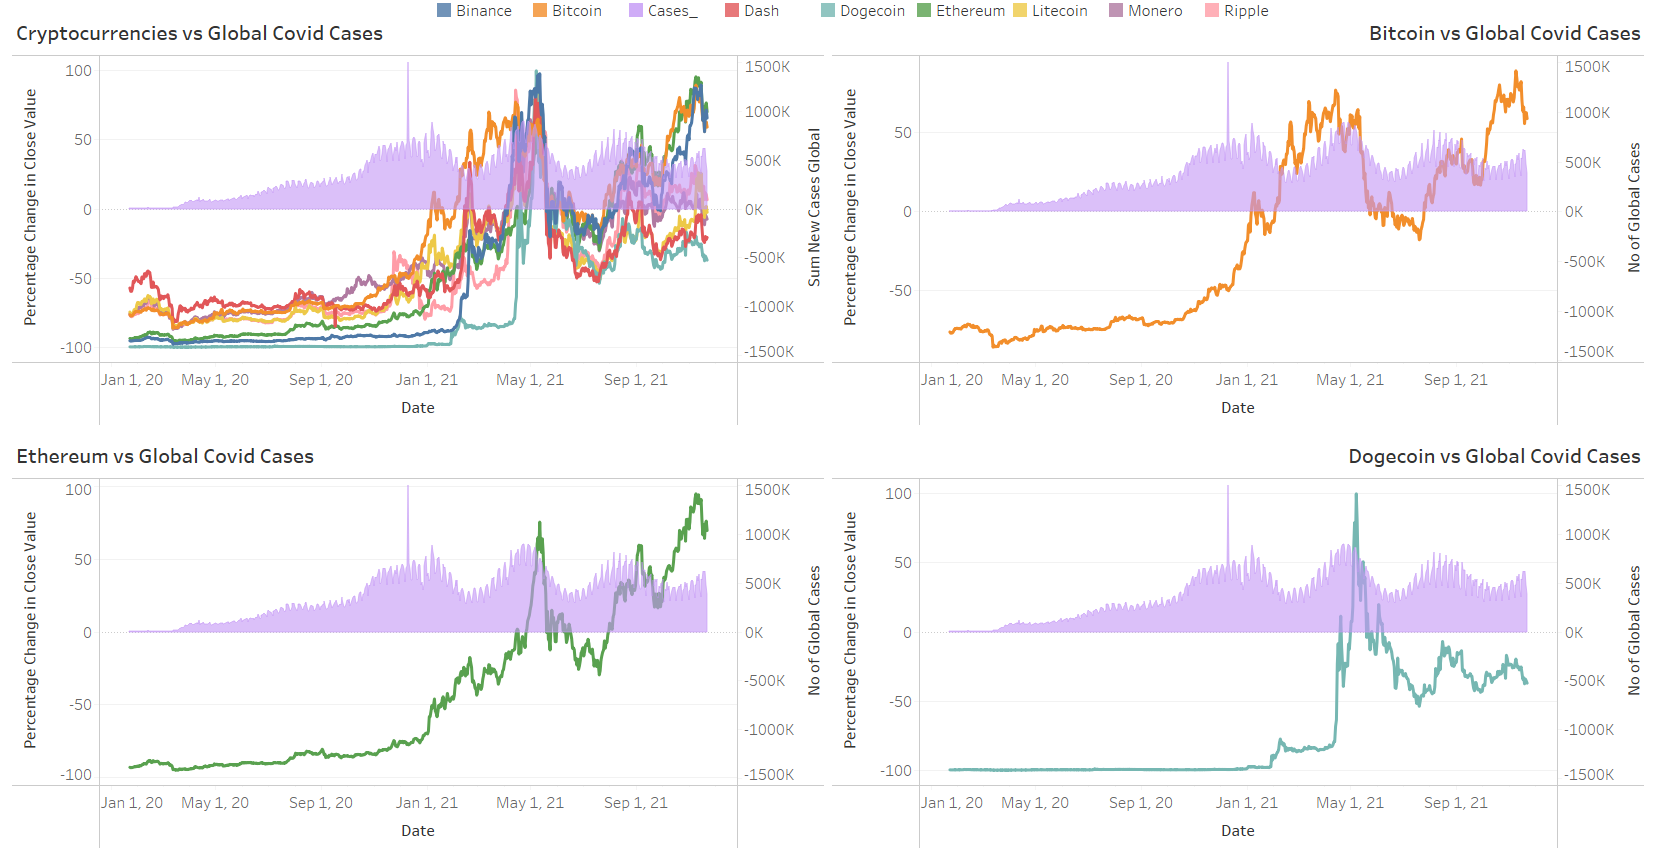 Binance Bitcoin Cases_ Dash Dogecoin Ethereum Litecoin Monero Ripple
Cryptocurrencies vs Global Covid Cases
Percentage Change in Close Value
100
50
0
-50
-100
1500K
1000K
500K
0K
-500K
-1000K
-1500K
Sum New Cases Global
Jan 1, 20 May 1, 20 Sep 1, 20 Jan 1, 21 May 1, 21 Sep 1, 21
Date
Bitcoin vs Global Covid Cases
Percentage Change in Close Value
50
0
-50
1500K
1000K
500K
0K
-500K
-1000K
-1500K
No of Global Cases
Jan 1, 20 May 1, 20 Sep 1, 20 Jan 1, 21 May 1, 21 Sep 1, 21
Date
Ethereum vs Global Covid Cases
Percentage Change in Close Value
100
50
0
-50
-100
1500K
1000K
500K
0K
-500K
-1000K
-1500K
No of Global Cases
Jan 1, 20 May 1, 20 Sep 1, 20 Jan 1, 21 May 1, 21 Sep 1, 21
Date
Dogecoin vs Global Covid Cases
Percentage Change in Close Value
100
50
0
-50
-100
1500K
1000K
500K
0K
-500K
-1000K
-1500K
No of Global Cases
Jan 1, 20 May 1, 20 Sep 1, 20 Jan 1, 21 May 1, 21 Sep 1, 21
Date